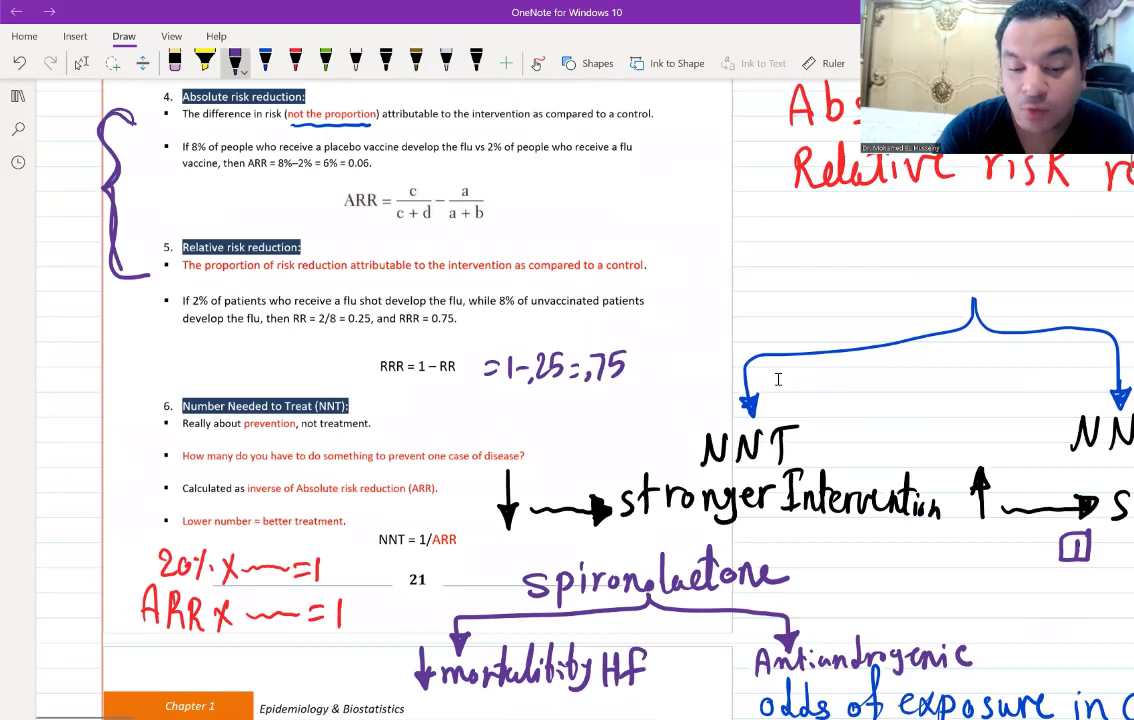 OneNote for Windows 10
Home Insert Draw View Help
Shapes Ink to Shape Ink to Text Ruler
Dr. Mohamed EL Husseiny
4. Absolute risk reduction:
▪ The difference in risk (not the proportion) attributable to the intervention as compared to a control.
▪ If 8% of people who receive a placebo vaccine develop the flu vs 2% of people who receive a flu
vaccine, then ARR = 8%–2% = 6% = 0.06.
ARR = c/(c + d) − a/(a + b)
5. Relative risk reduction:
▪ The proportion of risk reduction attributable to the intervention as compared to a control.
▪ If 2% of patients who receive a flu shot develop the flu, while 8% of unvaccinated patients
develop the flu, then RR = 2/8 = 0.25, and RRR = 0.75.
RRR = 1 – RR = 1-,25 = ,75
6. Number Needed to Treat (NNT):
▪ Really about prevention, not treatment.
▪ How many do you have to do something to prevent one case of disease?
▪ Calculated as inverse of Absolute risk reduction (ARR).
▪ Lower number = better treatment.
NNT = 1/ARR
20% x = 1
ARR x = 1
21
Abs
Relative risk r
NNT
NN
stronger Intervention
S
1
spironolactone
mortalitiby HF
Antiandrogenic
odds of exposure in c
Chapter 1 Epidemiology & Biostatistics